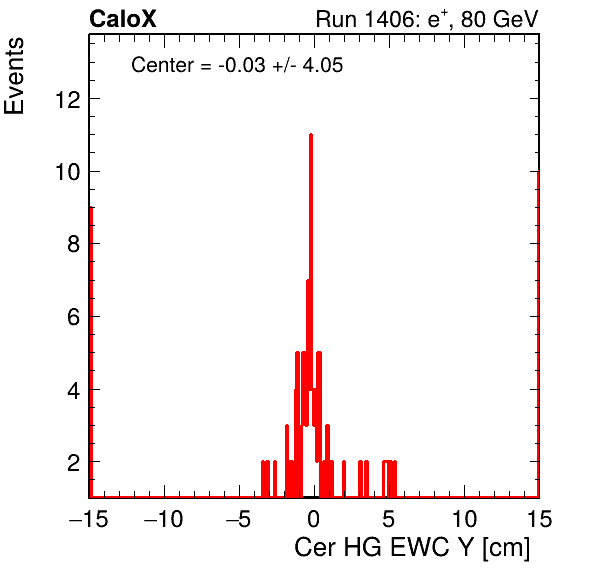 CaloX Run 1406: e⁺, 80 GeV
Center = -0.03 +/- 4.05
Events
12
10
8
6
4
2
−15 −10 −5 0 5 10 15
Cer HG EWC Y [cm]